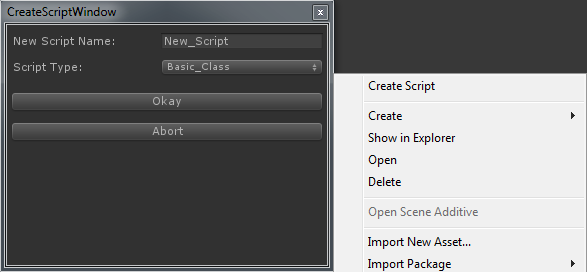 CreateScriptWindow
New Script Name: New_Script
Script Type: Basic_Class
Okay
Abort
Create Script
Create
Show in Explorer
Open
Delete
Open Scene Additive
Import New Asset...
Import Package